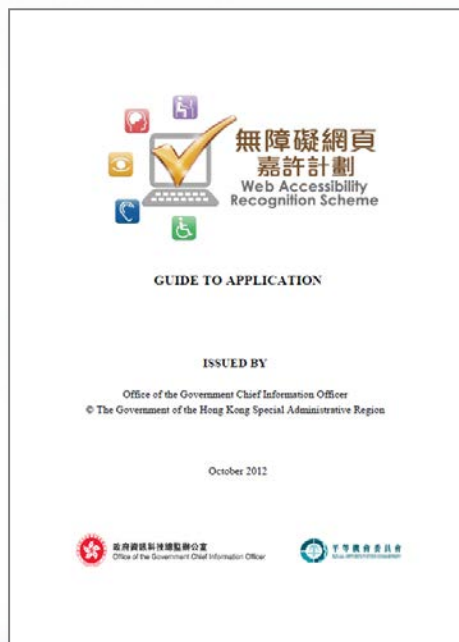 無障礙網頁
嘉許計劃
Web Accessibility
Recognition Scheme
GUIDE TO APPLICATION
ISSUED BY
Office of the Government Chief Information Officer
© The Government of the Hong Kong Special Administrative Region
October 2012
政府資訊科技總監辦公室
Office of the Government Chief Information Officer
平等機會委員會
EQUAL OPPORTUNITIES COMMISSION